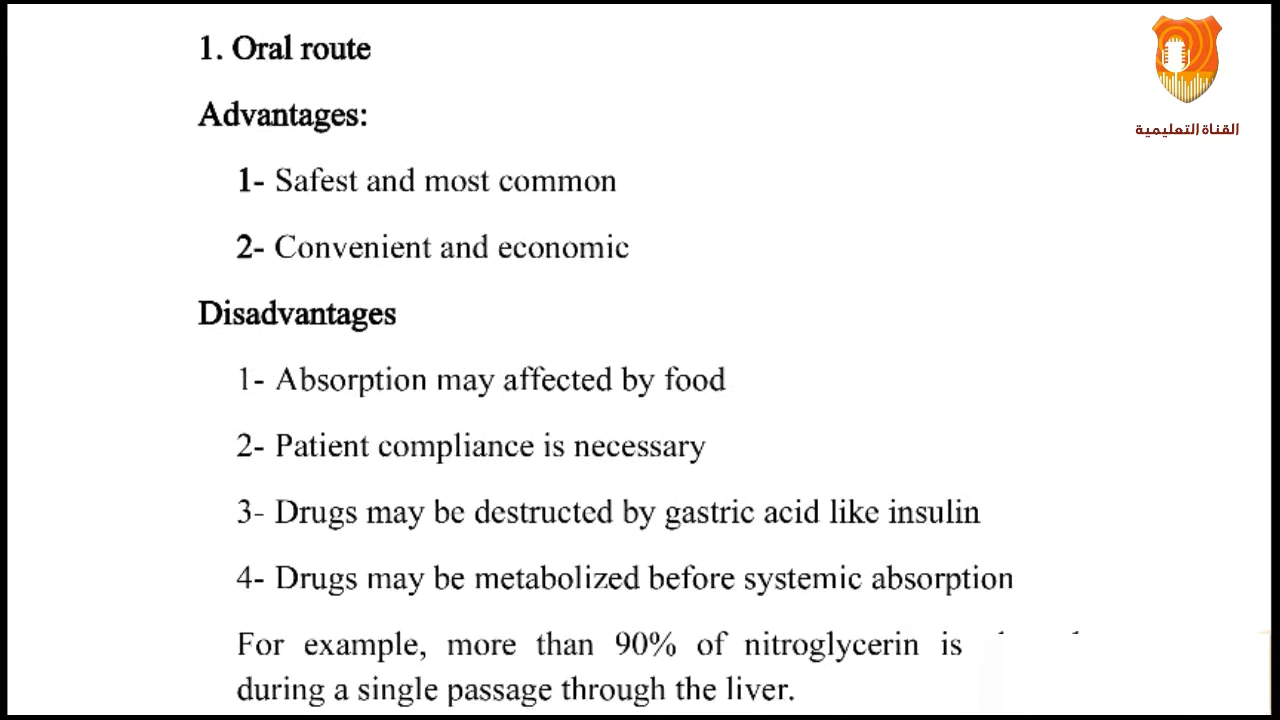 1. Oral route
القناة التعليمية
Advantages:
1- Safest and most common
2- Convenient and economic
Disadvantages
1- Absorption may affected by food
2- Patient compliance is necessary
3- Drugs may be destructed by gastric acid like insulin
4- Drugs may be metabolized before systemic absorption
For example, more than 90% of nitroglycerin is
during a single passage through the liver.